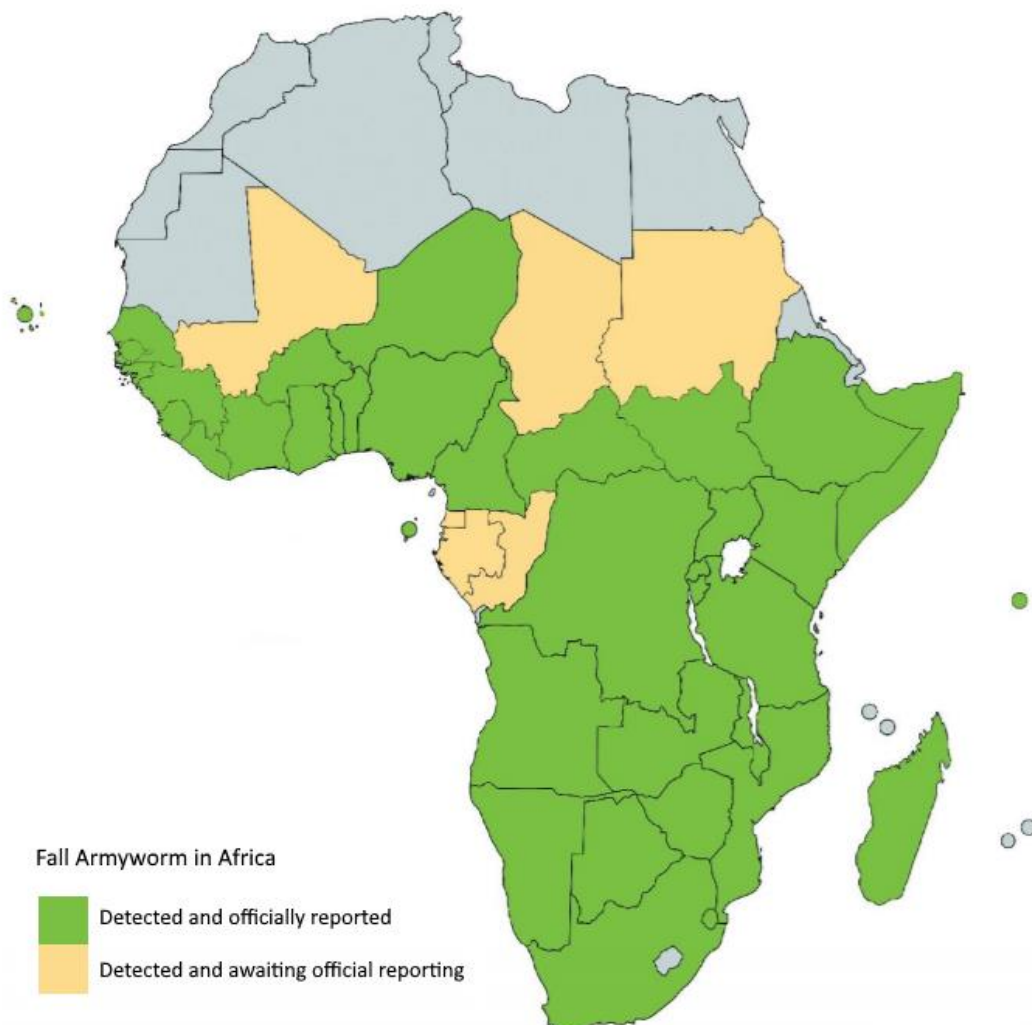 Fall Armyworm in Africa
Detected and officially reported
Detected and awaiting official reporting